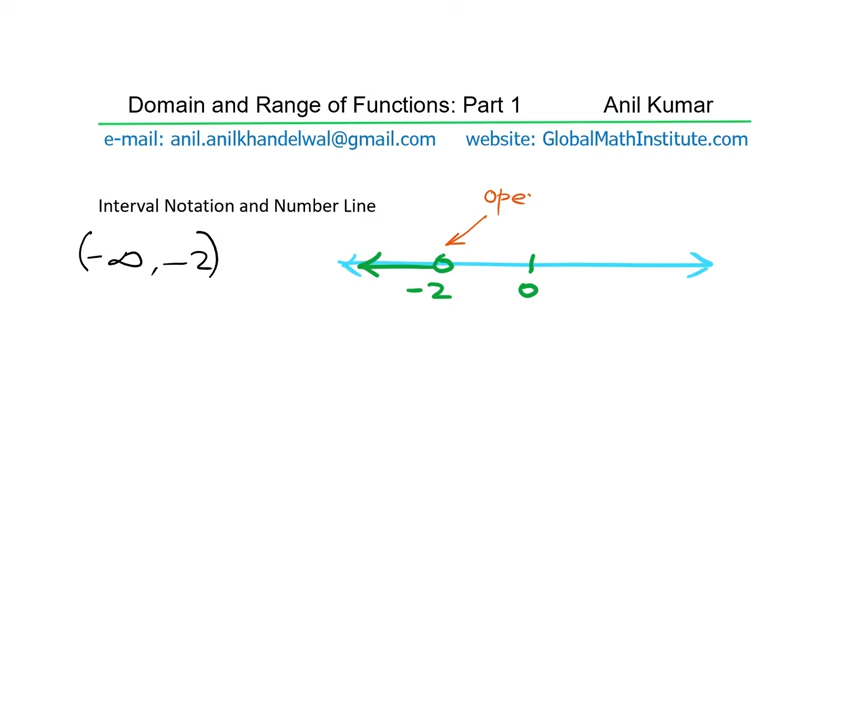 Domain and Range of Functions: Part 1 Anil Kumar
e-mail: anil.anilkhandelwal@gmail.com website: GlobalMathInstitute.com
Interval Notation and Number Line
ope
(-∞, -2)
-2 0